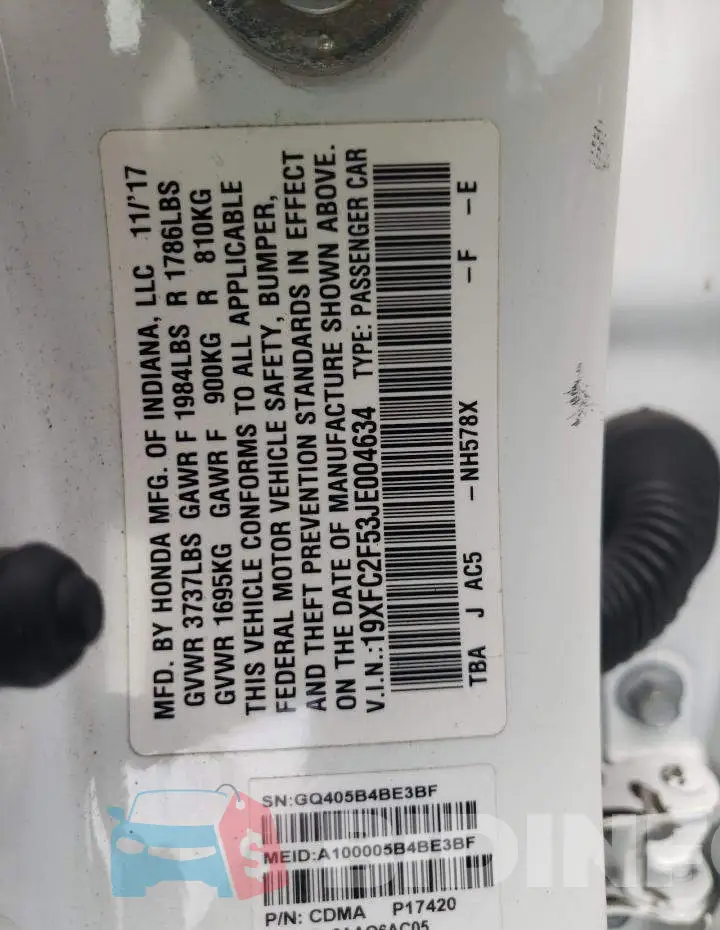 MFD. BY HONDA MFG. OF INDIANA, LLC 11/'17
GVWR 3737LBS GAWR F 1984LBS R 1786LBS
GVWR 1695KG GAWR F 900KG R 810KG
THIS VEHICLE CONFORMS TO ALL APPLICABLE
FEDERAL MOTOR VEHICLE SAFETY, BUMPER,
AND THEFT PREVENTION STANDARDS IN EFFECT
ON THE DATE OF MANUFACTURE SHOWN ABOVE.
V.I.N.:19XFC2F53JE004634 TYPE: PASSENGER CAR
TBA J AC5 -NH578X -F -E
SN:GQ405B4BE3BF
MEID:A100005B4BE3BF
P/N: CDMA P17420